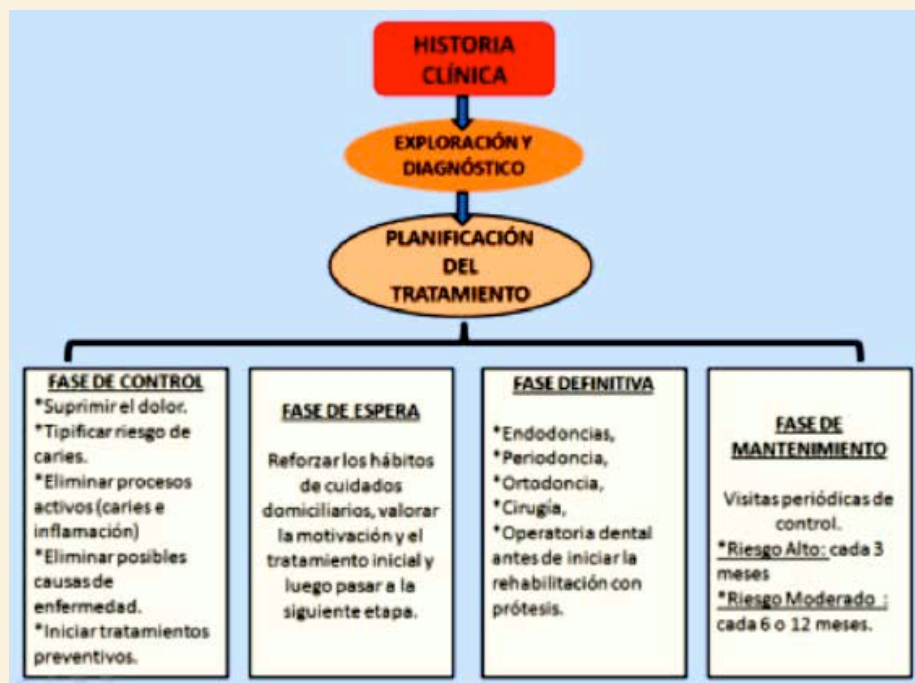 HISTORIA
CLÍNICA
EXPLORACIÓN Y
DIAGNÓSTICO
PLANIFICACIÓN
DEL
TRATAMIENTO
FASE DE CONTROL
*Suprimir el dolor.
*Tipificar riesgo de
caries.
*Eliminar procesos
activos (caries e
inflamación)
*Eliminar posibles
causas de
enfermedad.
*Iniciar tratamientos
preventivos.
FASE DE ESPERA
Reforzar los hábitos
de cuidados
domiciliarios, valorar
la motivación y el
tratamiento inicial y
luego pasar a la
siguiente etapa.
FASE DEFINITIVA
*Endodoncias,
*Periodoncia,
*Ortodoncia,
*Cirugía,
*Operatoria dental
antes de iniciar la
rehabilitación con
prótesis.
FASE DE
MANTENIMIENTO
Visitas periódicas de
control.
*Riesgo Alto: cada 3
meses
*Riesgo Moderado :
cada 6 o 12 meses.